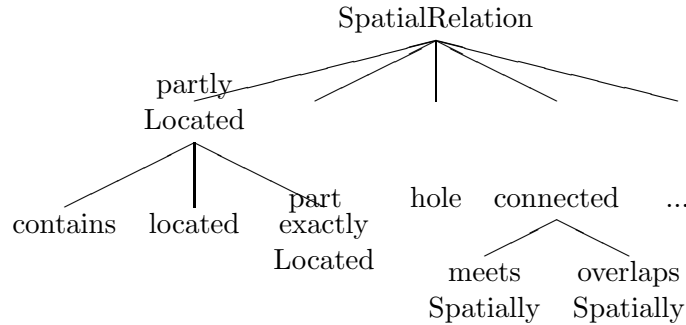 SpatialRelation
partly
Located
part
hole
connected
...
contains
located
exactly
Located
meets
Spatially
overlaps
Spatially